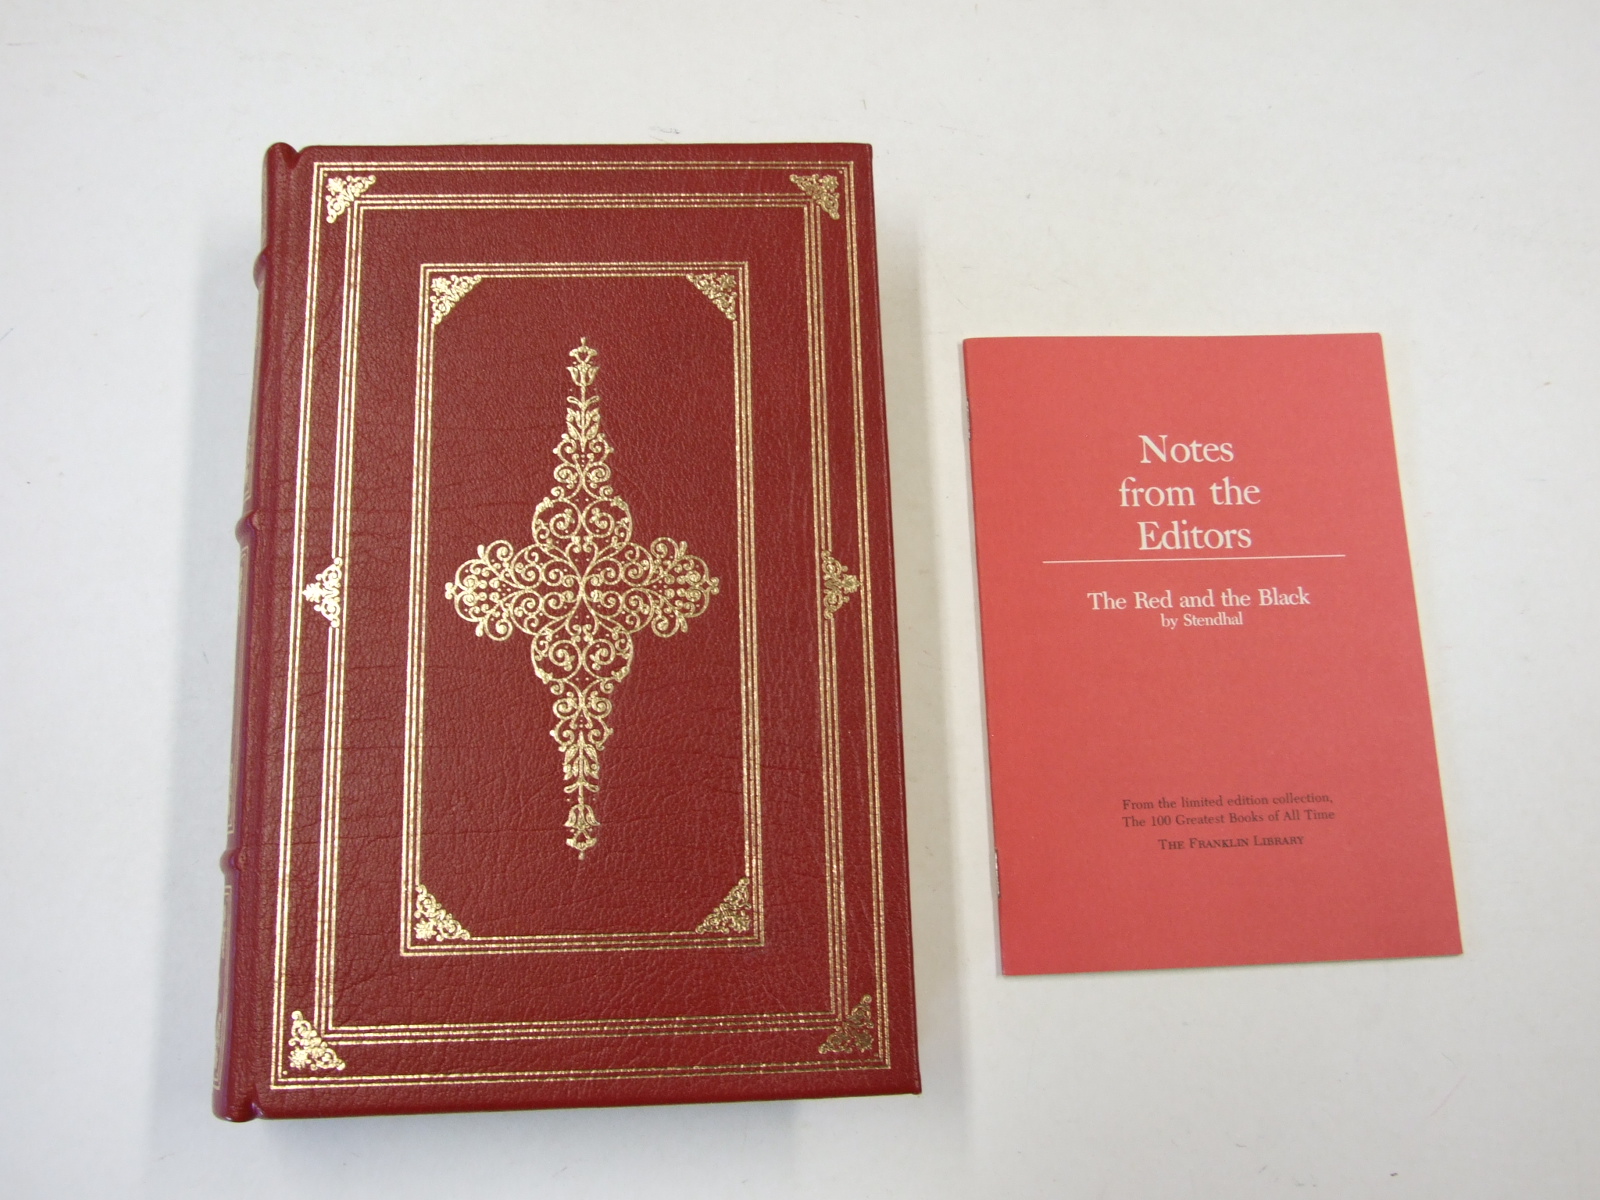 Notes
from the
Editors
The Red and the Black
by Stendhal
From the limited edition collection,
The 100 Greatest Books of All Time
THE FRANKLIN LIBRARY